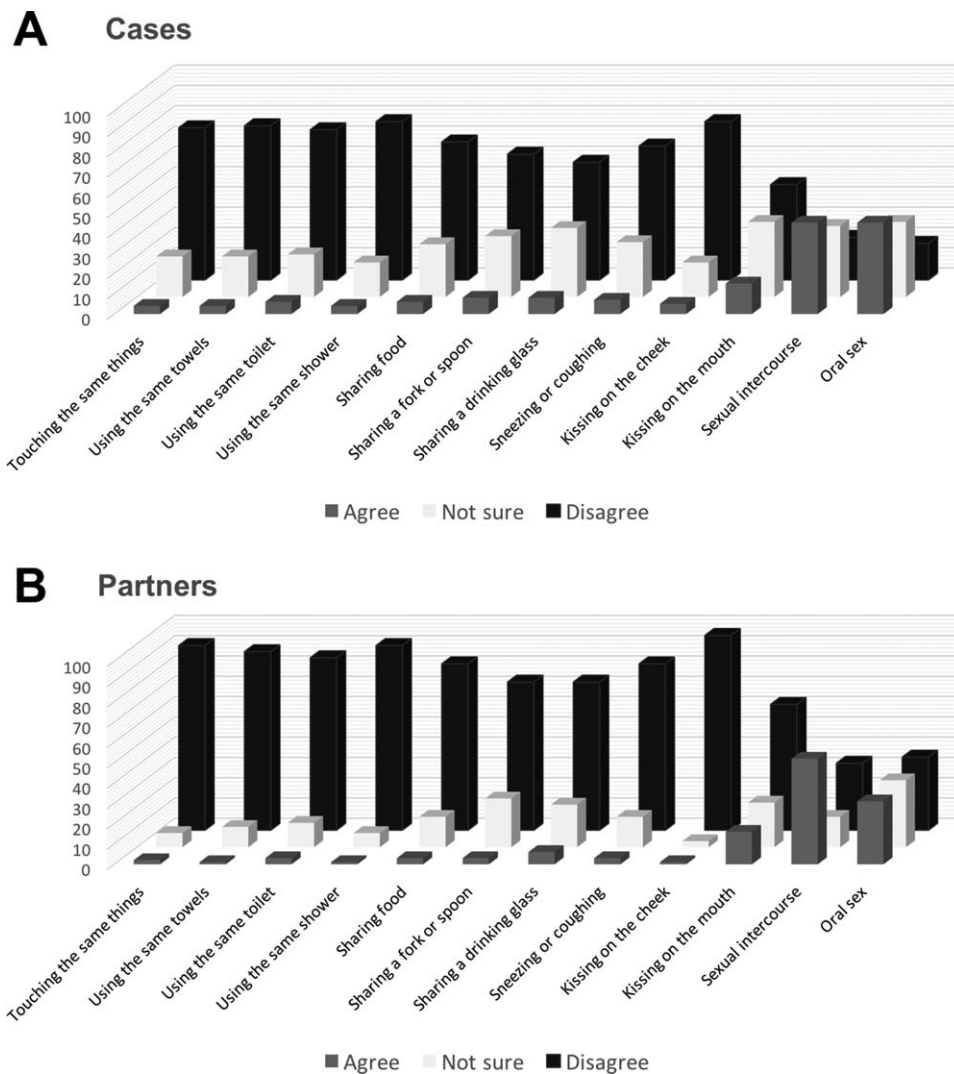 A Cases
100
90
80
70
60
50
40
30
20
10
0
Touching the same things
Using the same towels
Using the same toilet
Using the same shower
Sharing food
Sharing a fork or spoon
Sharing a drinking glass
Sneezing or coughing
Kissing on the cheek
Kissing on the mouth
Sexual intercourse
Oral sex
Agree Not sure Disagree
B Partners
100
90
80
70
60
50
40
30
20
10
0
Touching the same things
Using the same towels
Using the same toilet
Using the same shower
Sharing food
Sharing a fork or spoon
Sharing a drinking glass
Sneezing or coughing
Kissing on the cheek
Kissing on the mouth
Sexual intercourse
Oral sex
Agree Not sure Disagree